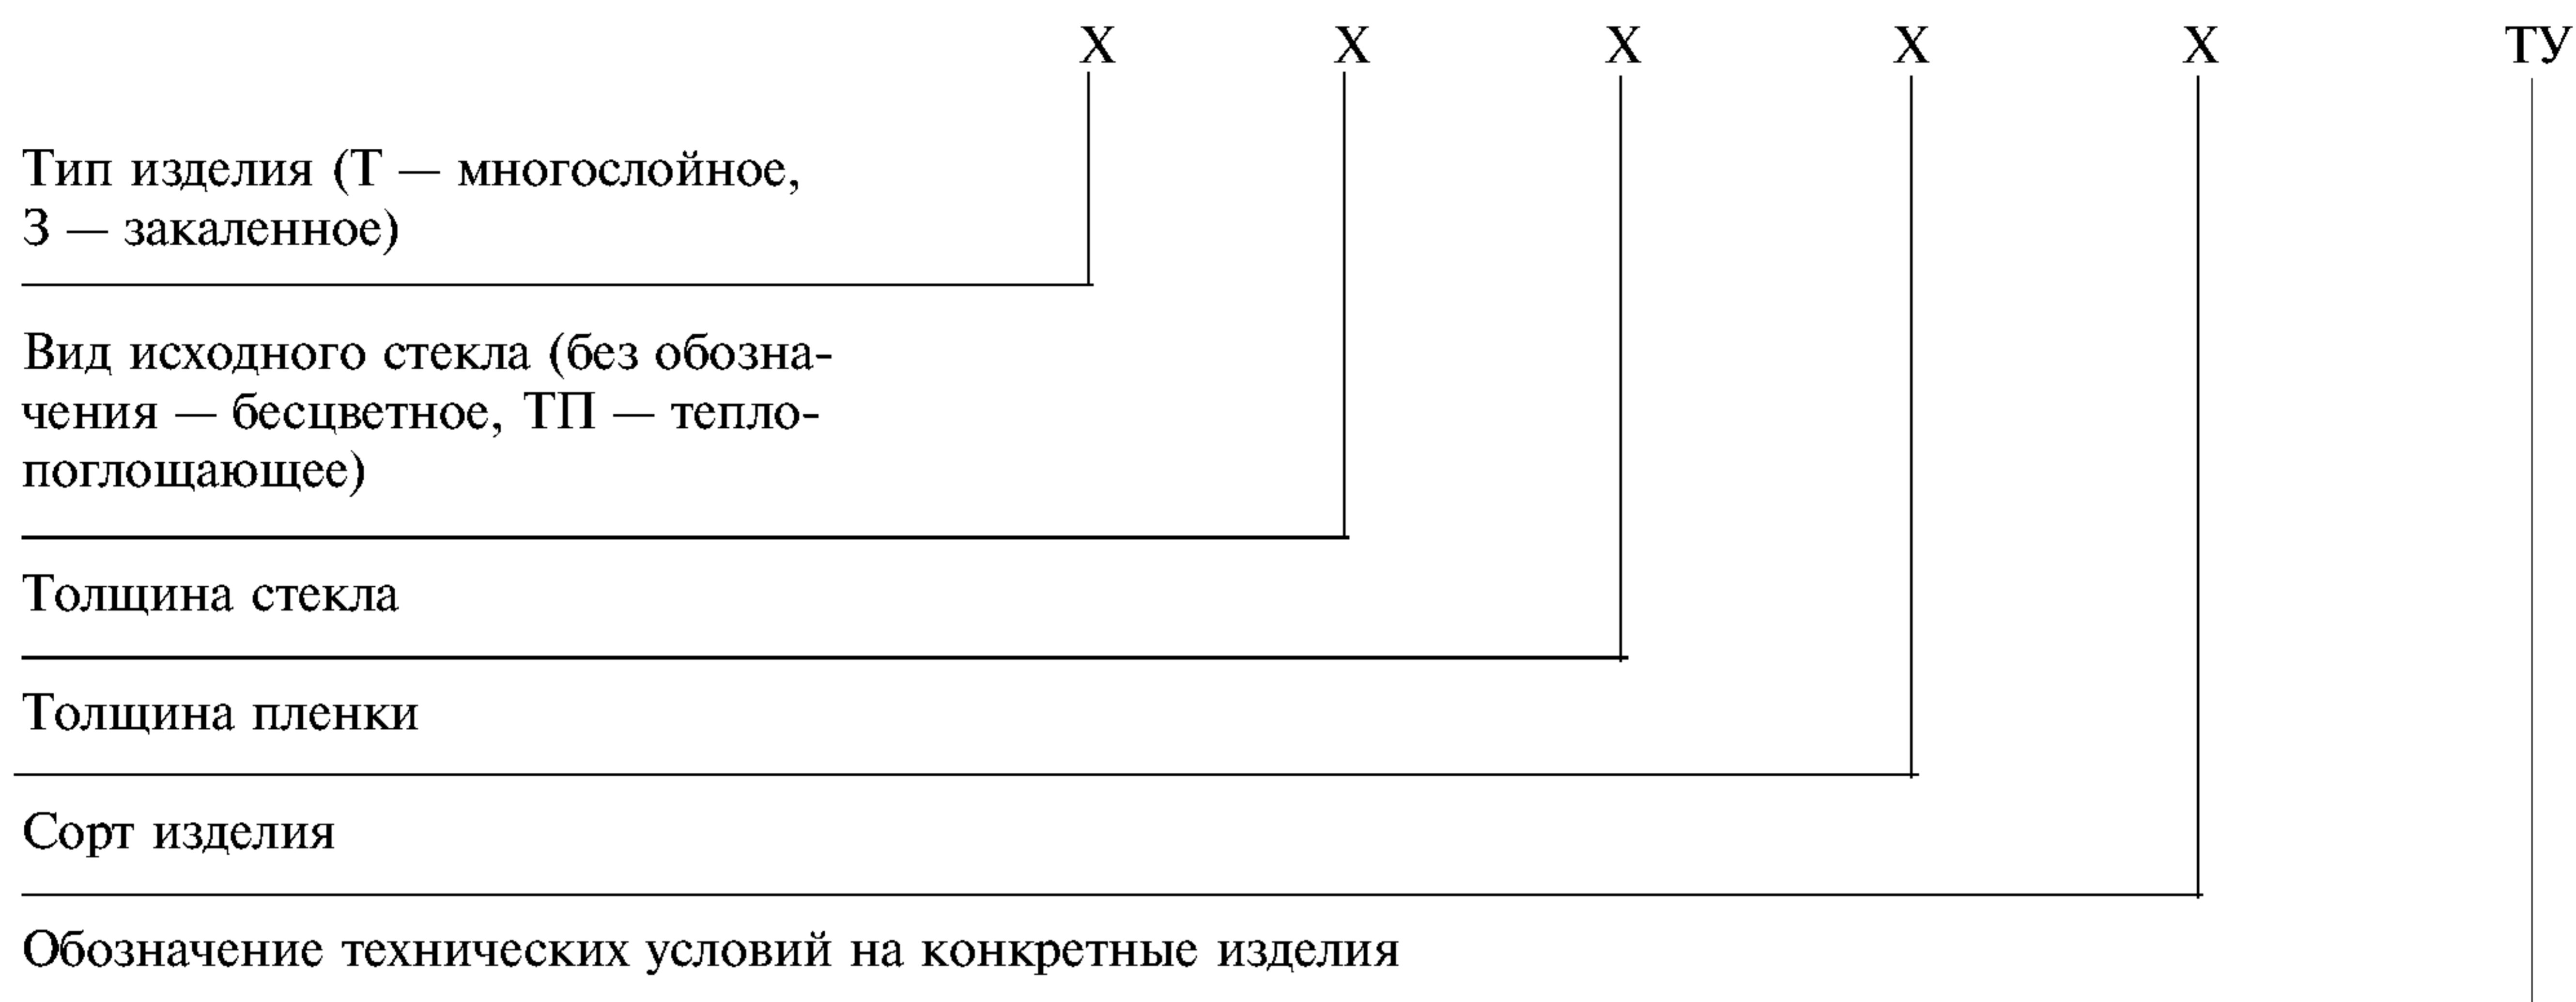 X X X X X ТУ
Тип изделия (Т — многослойное,
З — закаленное)
Вид исходного стекла (без обозна-
чения — бесцветное, ТП — тепло-
поглощающее)
Толщина стекла
Толщина пленки
Сорт изделия
Обозначение технических условий на конкретные изделия